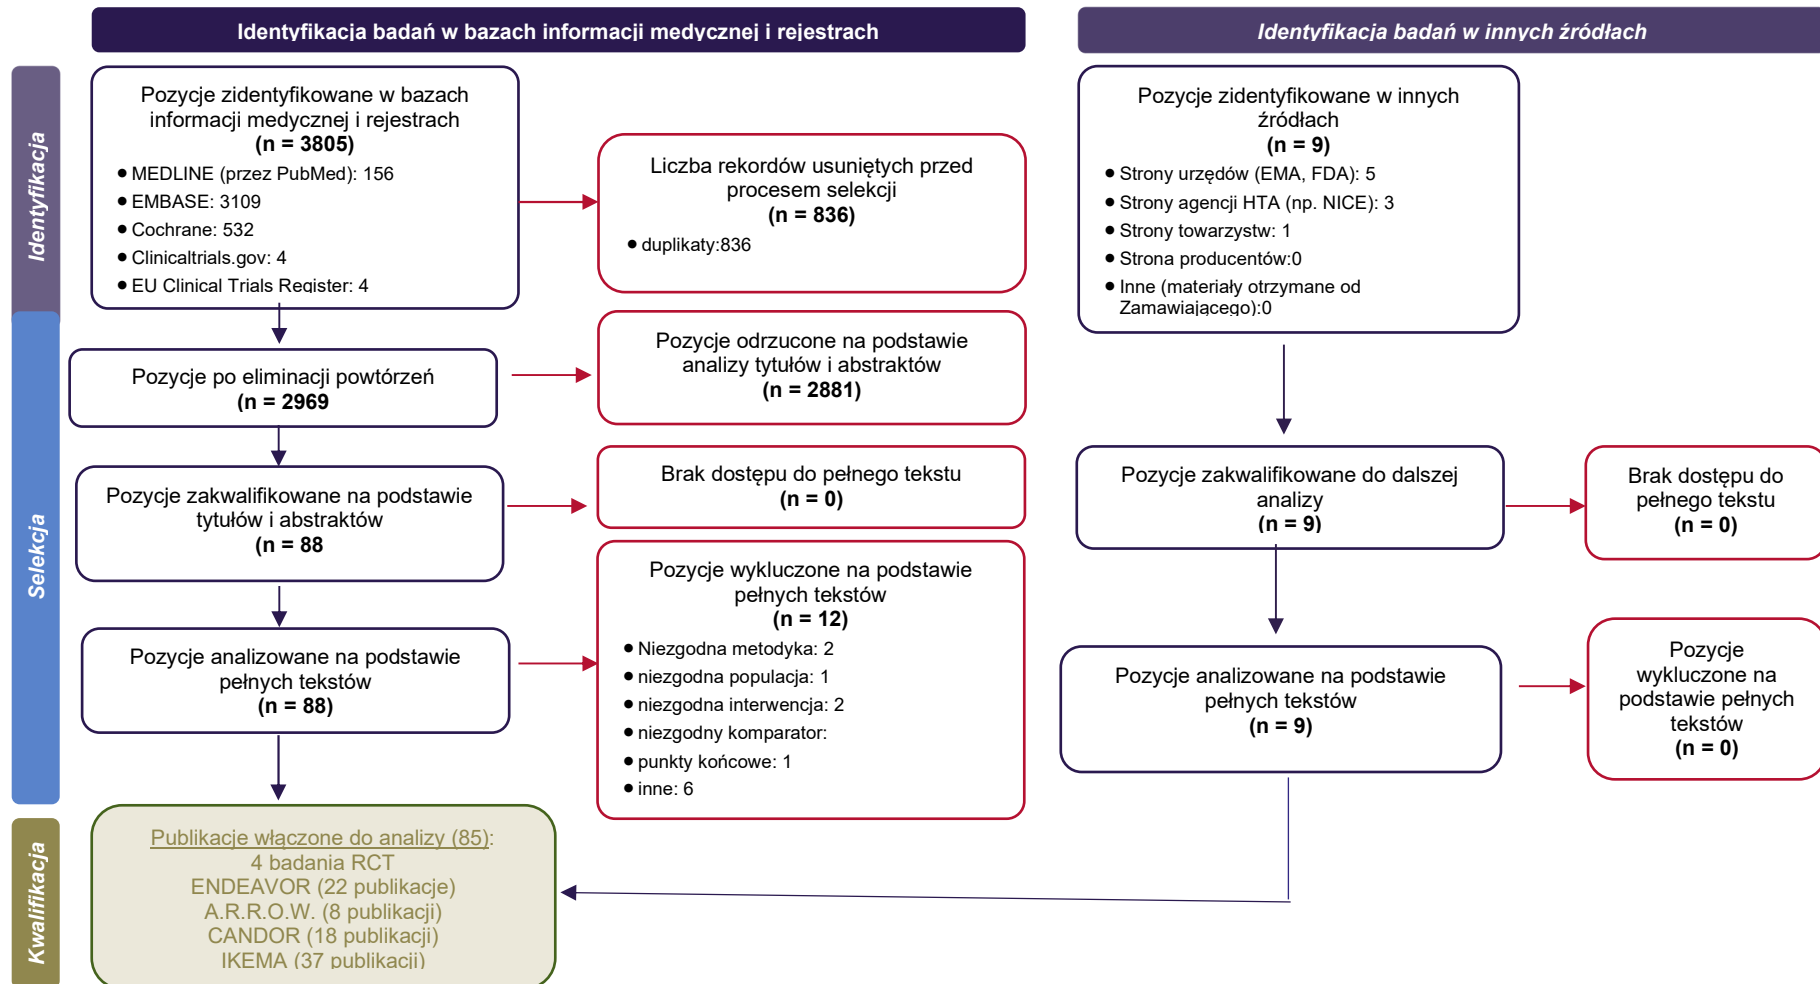 Identyfikacja badań w bazach informacji medycznej i rejestrach
Identyfikacja badań w innych źródłach
Identyfikacja
Pozycje zidentyfikowane w bazach
informacji medycznej i rejestrach
(n = 3805)
• MEDLINE (przez PubMed): 156
• EMBASE: 3109
• Cochrane: 532
• Clinicaltrials.gov: 4
• EU Clinical Trials Register: 4
Liczba rekordów usuniętych przed
procesem selekcji
(n = 836)
• duplikaty:836
Pozycje zidentyfikowane w innych
źródłach
(n = 9)
• Strony urzędów (EMA, FDA): 5
• Strony agencji HTA (np. NICE): 3
• Strony towarzystw: 1
• Strona producentów:0
• Inne (materiały otrzymane od
Zamawiającego):0
Selekcja
Pozycje po eliminacji powtórzeń
(n = 2969
Pozycje odrzucone na podstawie
analizy tytułów i abstraktów
(n = 2881)
Pozycje zakwalifikowane na podstawie
tytułów i abstraktów
(n = 88
Brak dostępu do pełnego tekstu
(n = 0)
Pozycje zakwalifikowane do dalszej
analizy
(n = 9)
Brak dostępu do
pełnego tekstu
(n = 0)
Pozycje analizowane na podstawie
pełnych tekstów
(n = 88)
Pozycje wykluczone na podstawie
pełnych tekstów
(n = 12)
• Niezgodna metodyka: 2
• niezgodna populacja: 1
• niezgodna interwencja: 2
• niezgodny komparator:
• punkty końcowe: 1
• inne: 6
Pozycje analizowane na podstawie
pełnych tekstów
(n = 9)
Pozycje
wykluczone na
podstawie pełnych
tekstów
(n = 0)
Kwalifikacja
Publikacje włączone do analizy (85):
4 badania RCT
ENDEAVOR (22 publikacje)
A.R.R.O.W. (8 publikacji)
CANDOR (18 publikacji)
IKEMA (37 publikacji)